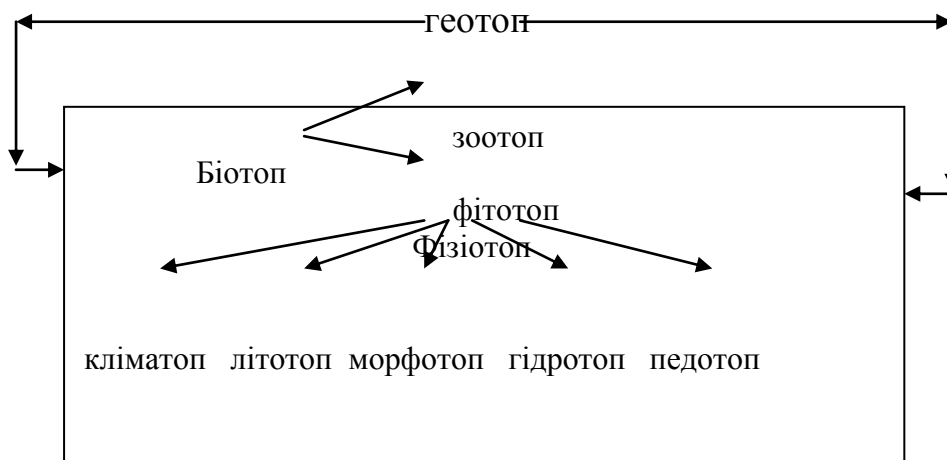 геотоп
зоотоп
Біотоп
фітотоп
Фізіотоп
кліматоп літотоп морфотоп гідротоп педотоп